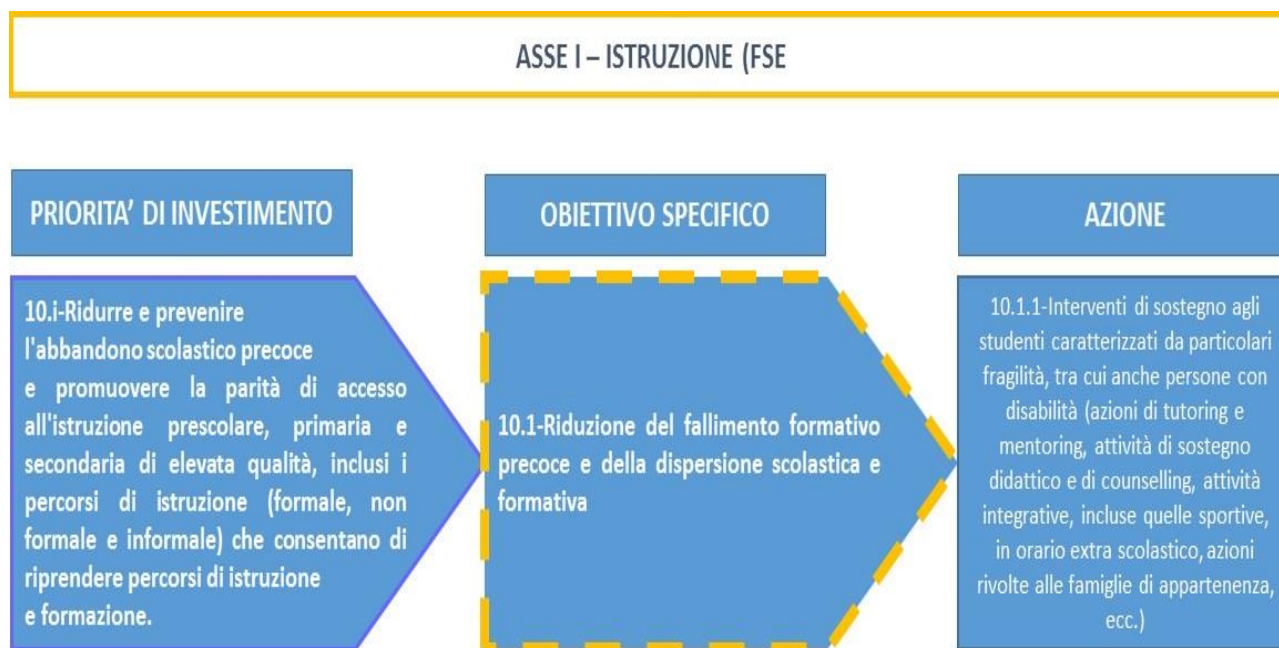 ASSE I – ISTRUZIONE (FSE
PRIORITA’ DI INVESTIMENTO
10.i-Ridurre e prevenire
l'abbandono scolastico precoce
e promuovere la parità di accesso
all'istruzione prescolare, primaria e
secondaria di elevata qualità, inclusi i
percorsi di istruzione (formale, non
formale e informale) che consentano di
riprendere percorsi di istruzione
e formazione.
OBIETTIVO SPECIFICO
10.1-Riduzione del fallimento formativo
precoce e della dispersione scolastica e
formativa
AZIONE
10.1.1-Interventi di sostegno agli
studenti caratterizzati da particolari
fragilità, tra cui anche persone con
disabilità (azioni di tutoring e
mentoring, attività di sostegno
didattico e di counselling, attività
integrative, incluse quelle sportive,
in orario extra scolastico, azioni
rivolte alle famiglie di appartenenza,
ecc.)